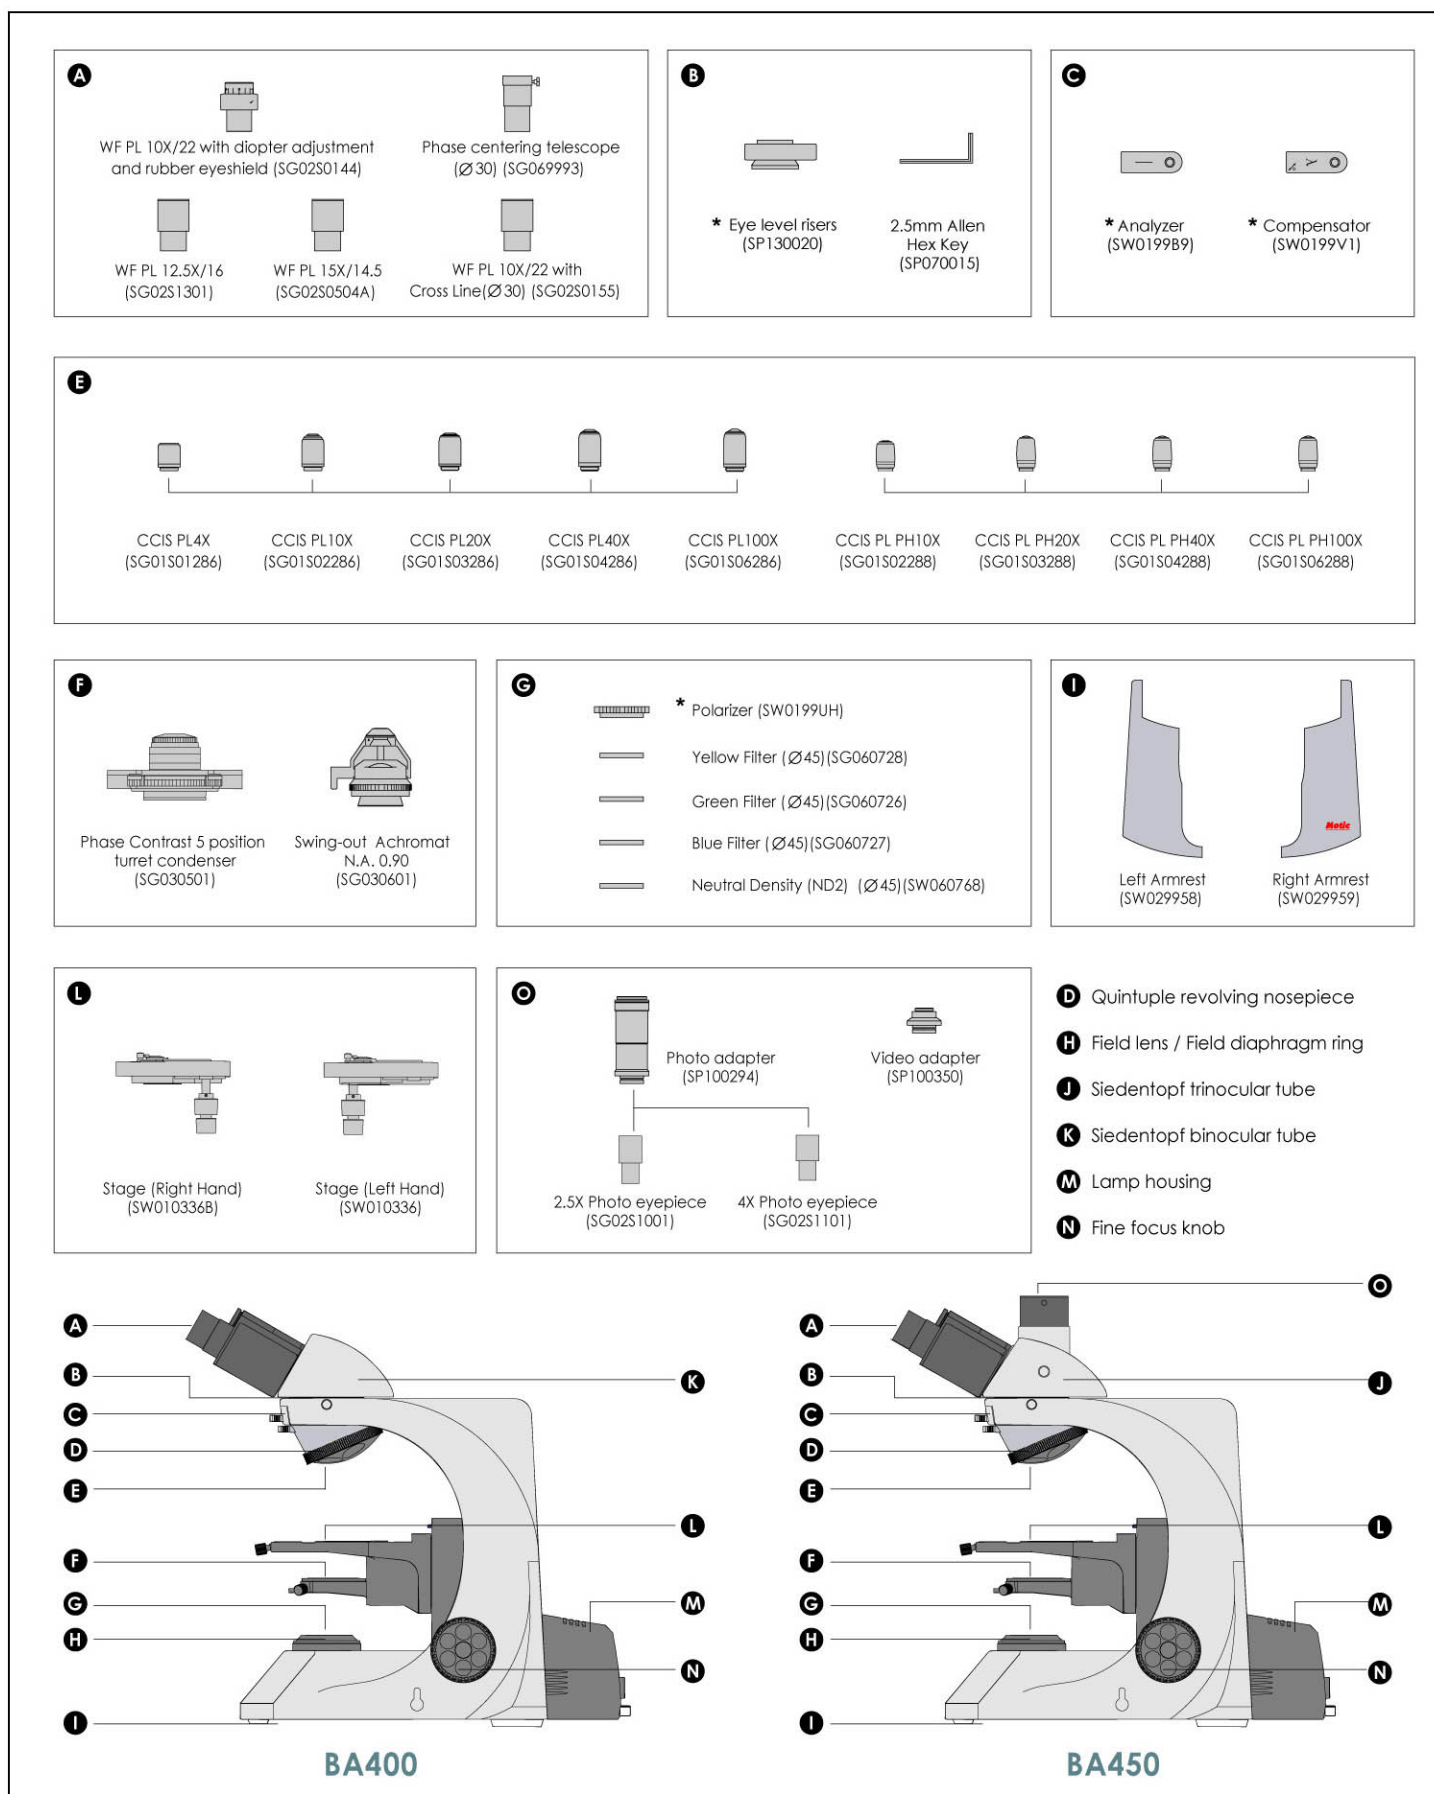 A
WF PL 10X/22 with diopter adjustment
and rubber eyeshield (SG02S0144)
Phase centering telescope
(Ø30) (SG069993)
WF PL 12.5X/16
(SG02S1301)
WF PL 15X/14.5
(SG02S0504A)
WF PL 10X/22 with
Cross Line(Ø30) (SG02S0155)
B
* Eye level risers
(SP130020)
2.5mm Allen
Hex Key
(SP070015)
C
* Analyzer
(SW0199B9)
* Compensator
(SW0199V1)
E
CCIS PL4X
(SG01S01286)
CCIS PL10X
(SG01S02286)
CCIS PL20X
(SG01S03286)
CCIS PL40X
(SG01S04286)
CCIS PL100X
(SG01S06286)
CCIS PL PH10X
(SG01S02288)
CCIS PL PH20X
(SG01S03288)
CCIS PL PH40X
(SG01S04288)
CCIS PL PH100X
(SG01S06288)
F
Phase Contrast 5 position
turret condenser
(SG030501)
Swing-out Achromat
N.A. 0.90
(SG030601)
G
* Polarizer (SW0199UH)
Yellow Filter (Ø45)(SG060728)
Green Filter (Ø45)(SG060726)
Blue Filter (Ø45)(SG060727)
Neutral Density (ND2) (Ø45)(SW060768)
I
Motic
Left Armrest
(SW029958)
Right Armrest
(SW029959)
L
Stage (Right Hand)
(SW010336B)
Stage (Left Hand)
(SW010336)
O
Photo adapter
(SP100294)
Video adapter
(SP100350)
2.5X Photo eyepiece
(SG02S1001)
4X Photo eyepiece
(SG02S1101)
D Quintuple revolving nosepiece
H Field lens / Field diaphragm ring
J Siedentopf trinocular tube
K Siedentopf binocular tube
M Lamp housing
N Fine focus knob
A
B
C
D
E
F
G
H
I
K
L
M
N
BA400
A
B
C
D
E
F
G
H
I
O
J
L
M
N
BA450